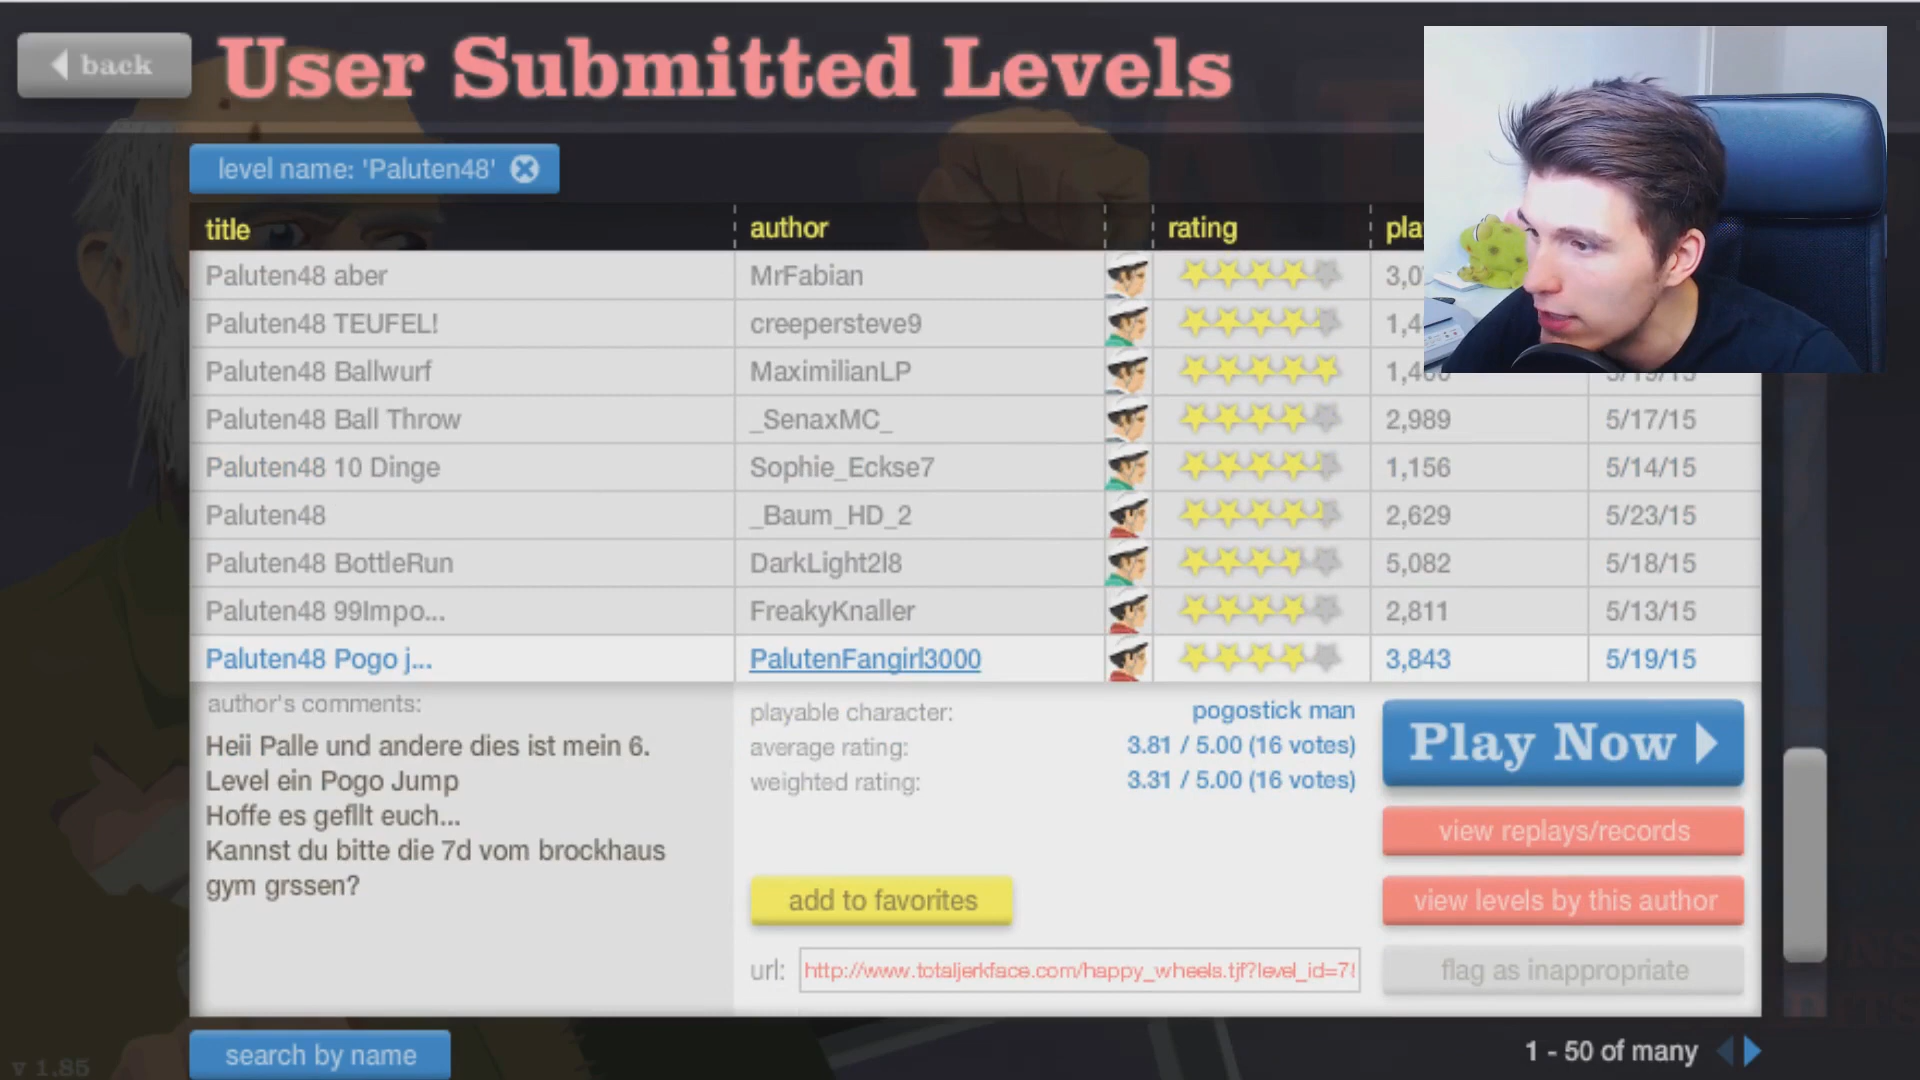 back
User Submitted Levels
level name: 'Paluten48'
title author rating
Paluten48 aber MrFabian
Paluten48 TEUFEL! creepersteve9
Paluten48 Ballwurf MaximilianLP
Paluten48 Ball Throw _SenaxMC_ 2,989 5/17/15
Paluten48 10 Dinge Sophie_Eckse7 1,156 5/14/15
Paluten48 _Baum_HD_2 2,629 5/23/15
Paluten48 BottleRun DarkLight2l8 5,082 5/18/15
Paluten48 99Impo... FreakyKnaller 2,811 5/13/15
Paluten48 Pogo j... PalutenFangirl3000 3,843 5/19/15
author's comments:
Heii Palle und andere dies ist mein 6.
Level ein Pogo Jump
Hoffe es gefllt euch...
Kannst du bitte die 7d vom brockhaus
gym grssen?
playable character: pogostick man
average rating: 3.81 / 5.00 (16 votes)
weighted rating: 3.31 / 5.00 (16 votes)
add to favorites
url: http://www.totaljerkface.com/happy_wheels.tjf?level_id=7
Play Now
view replays/records
view levels by this author
flag as inappropriate
search by name
1 - 50 of many
v 1.85